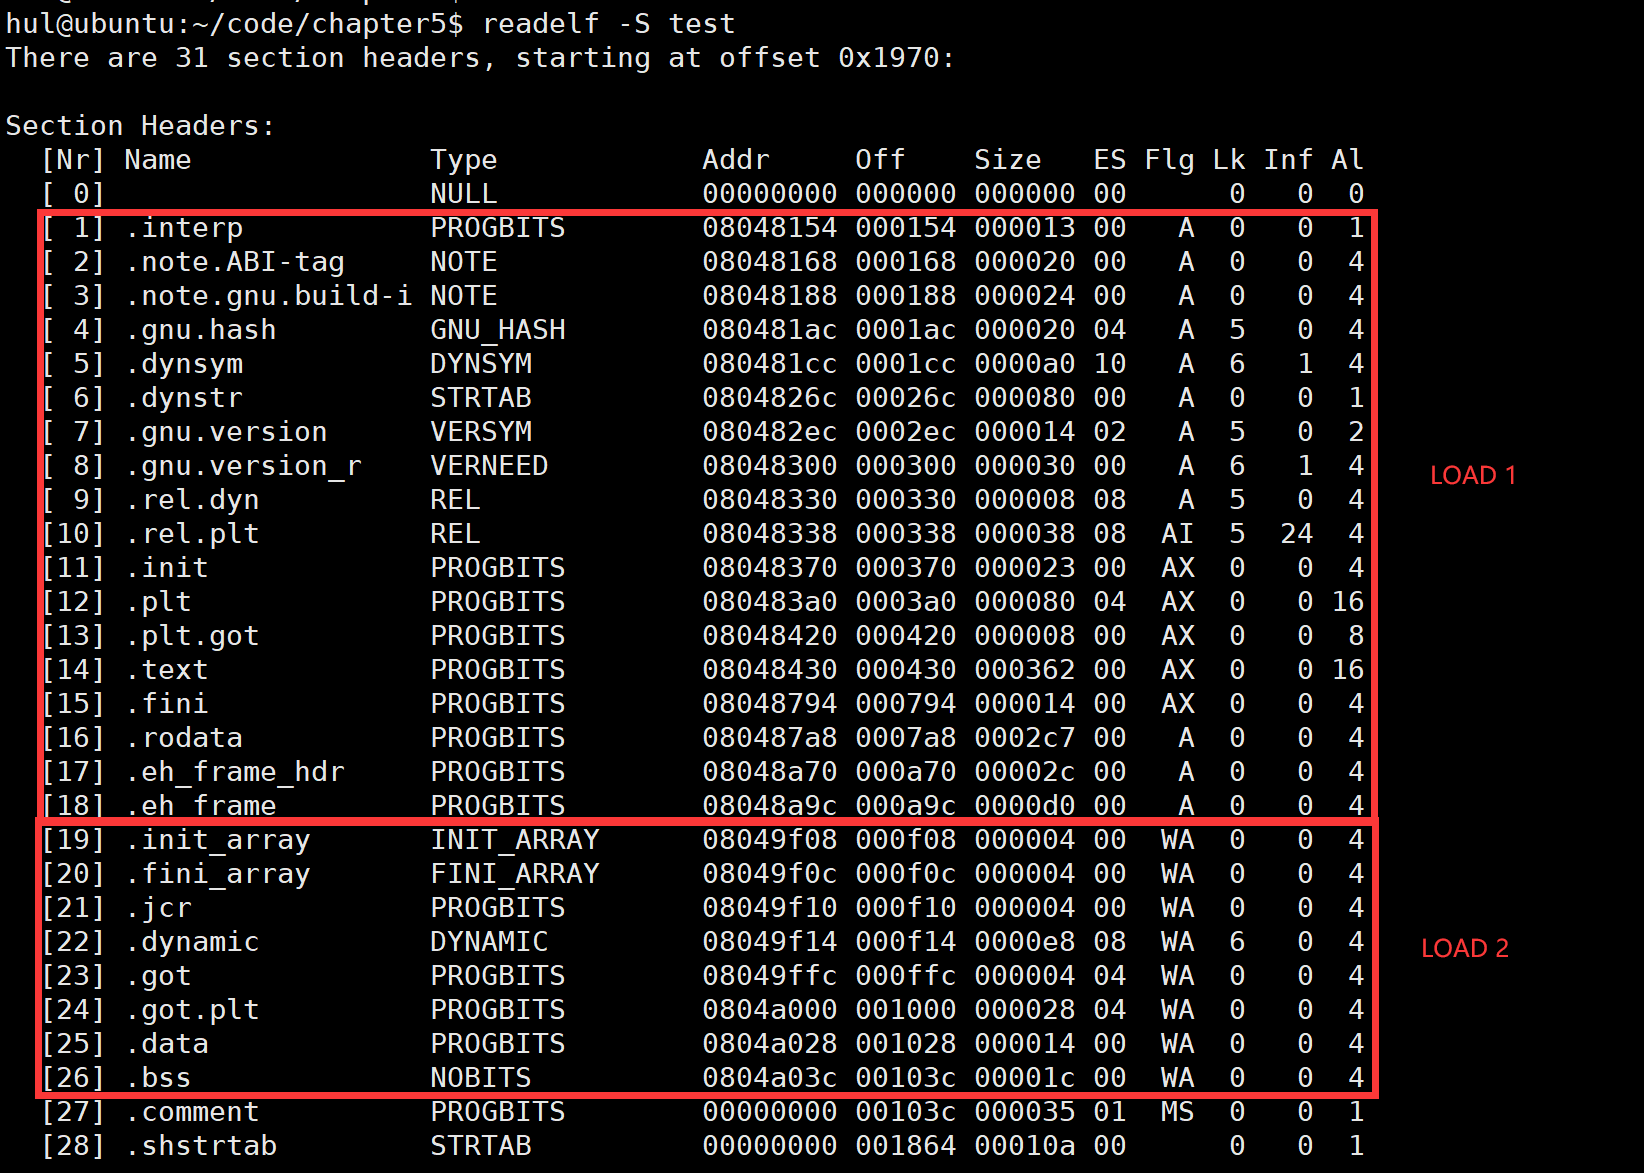 hul@ubuntu:~/code/chapter5$ readelf -S test
There are 31 section headers, starting at offset 0x1970:
Section Headers:
[Nr] Name Type Addr Off Size ES Flg Lk Inf Al
[ 0] NULL 00000000 000000 000000 00 0 0 0
[ 1] .interp PROGBITS 08048154 000154 000013 00 A 0 0 1
[ 2] .note.ABI-tag NOTE 08048168 000168 000020 00 A 0 0 4
[ 3] .note.gnu.build-i NOTE 08048188 000188 000024 00 A 0 0 4
[ 4] .gnu.hash GNU_HASH 080481ac 0001ac 000020 04 A 5 0 4
[ 5] .dynsym DYNSYM 080481cc 0001cc 0000a0 10 A 6 1 4
[ 6] .dynstr STRTAB 0804826c 00026c 000080 00 A 0 0 1
[ 7] .gnu.version VERSYM 080482ec 0002ec 000014 02 A 5 0 2
[ 8] .gnu.version_r VERNEED 08048300 000300 000030 00 A 6 1 4
LOAD 1
[ 9] .rel.dyn REL 08048330 000330 000008 08 A 5 0 4
[10] .rel.plt REL 08048338 000338 000038 08 AI 5 24 4
[11] .init PROGBITS 08048370 000370 000023 00 AX 0 0 4
[12] .plt PROGBITS 080483a0 0003a0 000080 04 AX 0 0 16
[13] .plt.got PROGBITS 08048420 000420 000008 00 AX 0 0 8
[14] .text PROGBITS 08048430 000430 000362 00 AX 0 0 16
[15] .fini PROGBITS 08048794 000794 000014 00 AX 0 0 4
[16] .rodata PROGBITS 080487a8 0007a8 0002c7 00 A 0 0 4
[17] .eh_frame_hdr PROGBITS 08048a70 000a70 00002c 00 A 0 0 4
[18] .eh_frame PROGBITS 08048a9c 000a9c 0000d0 00 A 0 0 4
[19] .init_array INIT_ARRAY 08049f08 000f08 000004 00 WA 0 0 4
[20] .fini_array FINI_ARRAY 08049f0c 000f0c 000004 00 WA 0 0 4
[21] .jcr PROGBITS 08049f10 000f10 000004 00 WA 0 0 4
[22] .dynamic DYNAMIC 08049f14 000f14 0000e8 08 WA 6 0 4
LOAD 2
[23] .got PROGBITS 08049ffc 000ffc 000004 04 WA 0 0 4
[24] .got.plt PROGBITS 0804a000 001000 000028 04 WA 0 0 4
[25] .data PROGBITS 0804a028 001028 000014 00 WA 0 0 4
[26] .bss NOBITS 0804a03c 00103c 00001c 00 WA 0 0 4
[27] .comment PROGBITS 00000000 00103c 000035 01 MS 0 0 1
[28] .shstrtab STRTAB 00000000 001864 00010a 00 0 0 1